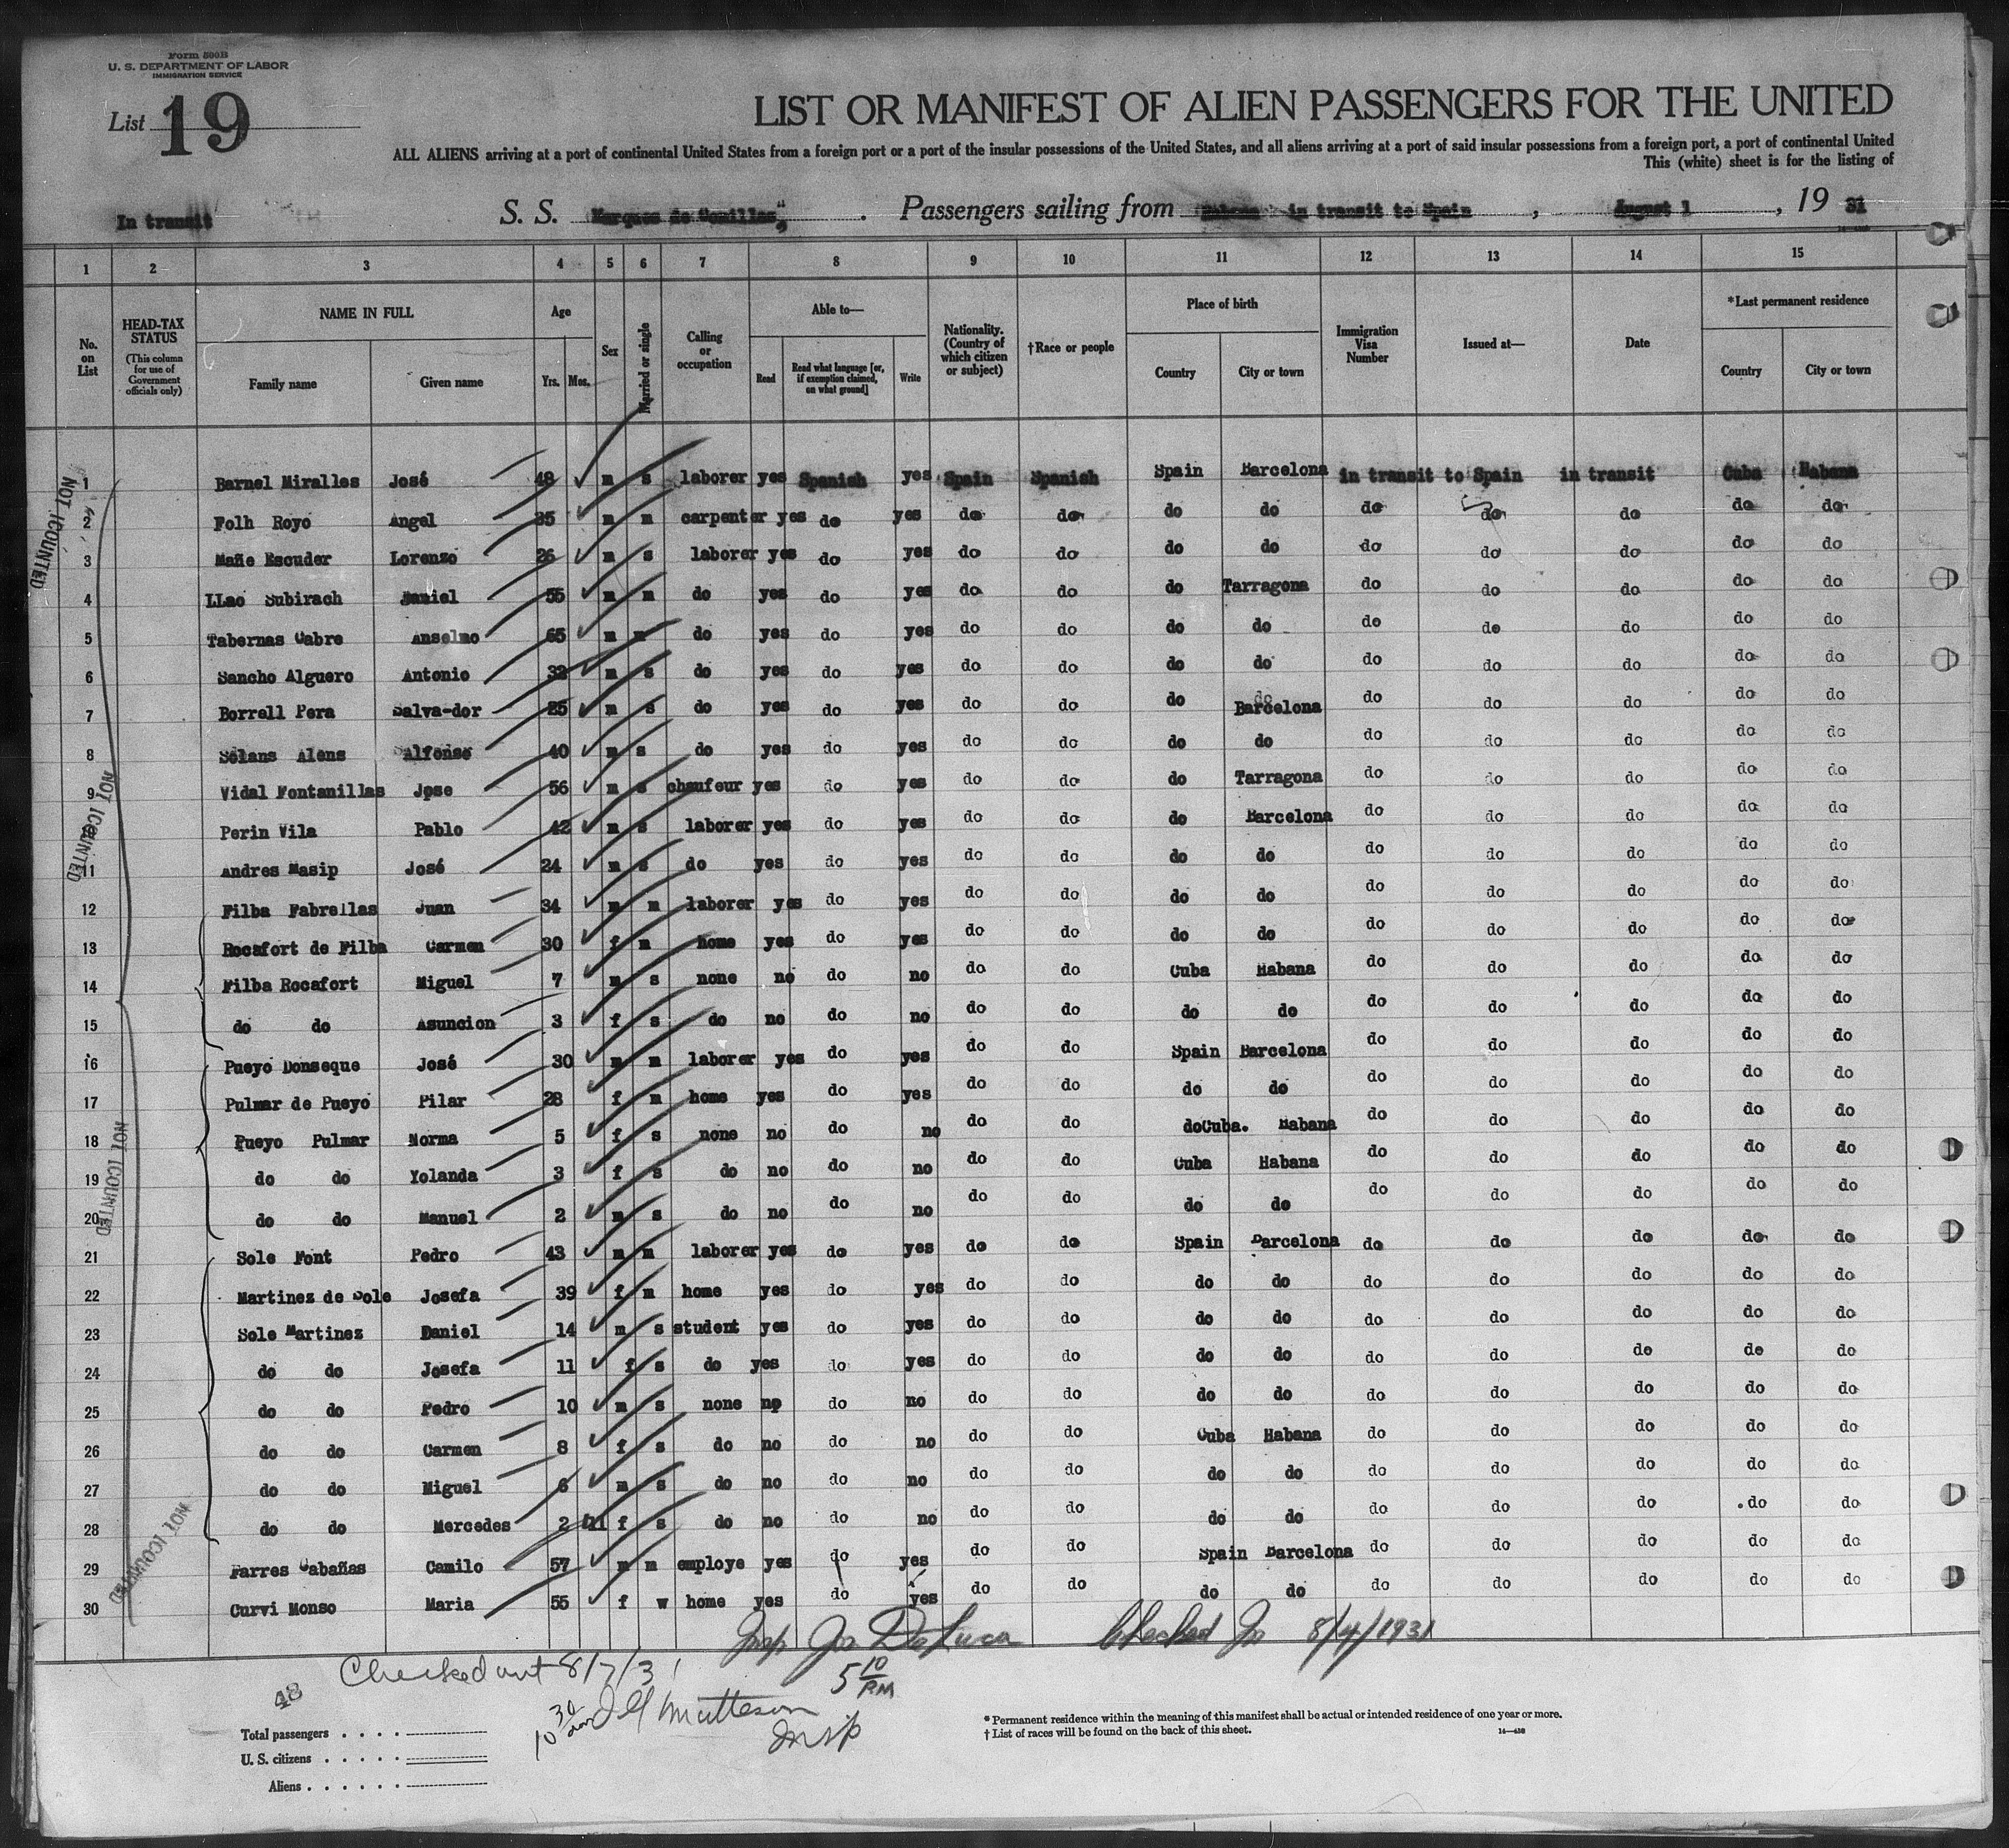 Form 500B
U. S. DEPARTMENT OF LABOR
IMMIGRATION SERVICE
List 19
LIST OR MANIFEST OF ALIEN PASSENGERS FOR THE UNITED
ALL ALIENS arriving at a port of continental United States from a foreign port or a port of the insular possessions of the United States, and all aliens arriving at a port of said insular possessions from a foreign port, a port of continental United
This (white) sheet is for the listing of
In transit S. S. Marques de Comillas, Passengers sailing from Habana in transit to Spain, August 1, 19 31
1 2 3 4 5 6 7 8 9 10 11 12 13 14 15
No. on List
HEAD-TAX STATUS (This column for use of Government officials only)
NAME IN FULL
Family name Given name
Age
Yrs. Mos.
Sex
Married or single
Calling or occupation
Able to—
Read
Read what language [or, if exemption claimed, on what ground]
Write
Nationality. (Country of which citizen or subject)
†Race or people
Place of birth
Country City or town
Immigration Visa Number
Issued at—
Date
*Last permanent residence
Country City or town
1 Barnel Miralles José 48 m s laborer yes Spanish yes Spain Spanish Spain Barcelona in transit to Spain in transit Cuba Habana
2 Folh Royo Angel 35 m m carpenter yes do yes do do do do do do do do do
3 Mañe Escuder Lorenzo 26 m s laborer yes do yes do do do do do do do do do
4 LLao Subirach Daniel 55 m m do yes do yes do do do Tarragona do do do do do
5 Tabernas Cabre Anselmo 65 m m do yes do yes do do do do do do do do do
6 Sancho Alguero Antonio 32 m s do yes do yes do do do do do do do do do
7 Borrell Pera Salva-dor 25 m s do yes do yes do do do do Barcelona do do do do do
8 Solans Alens Alfonso 40 m s do yes do yes do do do do do do do do do
9 Vidal Fontanillas Jose 56 m s chaufeur yes do yes do do do Tarragona do do do do do
Perin Vila Pablo 42 m s laborer yes do yes do do do Barcelona do do do do do
11 Andres Masip José 24 m s do yes do yes do do do do do do do do do
12 Filba Fabrellas Juan 34 m m laborer yes do yes do do do do do do do do do
13 Rocafort de Filba Carmen 30 f m home yes do yes do do do do do do do do do
14 Filba Rocafort Miguel 7 m s none no do no do do Cuba Habana do do do do do
15 do do Asuncion 3 f s do no do no do do do do do do do do do
16 Pueyo Donseque José 30 m m laborer yes do yes do do Spain Barcelona do do do do do
17 Pulmar de Pueyo Pilar 28 f m home yes do yes do do do do do do do do do
18 Pueyo Pulmar Norma 5 f s none no do no do do doCuba. Habana do do do do do
19 do do Yolanda 3 f s do no do no do do Cuba Habana do do do do do
20 do do Manuel 2 m s do no do no do do do do do do do do do
21 Sole Font Pedro 43 m m laborer yes do yes do do Spain Barcelona do do do do do
22 Martinez de Sole Josefa 39 f m home yes do yes do do do do do do do do do
23 Sole Martinez Daniel 14 m s student yes do yes do do do do do do do do do
24 do do Josefa 11 f s do yes do yes do do do do do do do do do
25 do do Pedro 10 m s none no do no do do do do do do do do do
26 do do Carmen 8 f s do no do no do do Cuba Habana do do do do do
27 do do Miguel 6 m s do no do no do do do do do do do do do
28 do do Mercedes 2 11 f s do no do no do do do do do do do do do
29 Farres Cabañas Camilo 57 m m employe yes do yes do do Spain Barcelona do do do do do
30 Curvi Monso Maria 55 f w home yes do yes do do do do do do do do do
NOT [COUNTED
NOT [COUNTED
NOT [COUNTED
NOT [COUNTED
Insp Jos DeLuca Checked In 8/4/1931
Checked out 8/7/31 5 10 PM
48
10 30 am Matteson
Insp
Total passengers
U. S. citizens
Aliens
* Permanent residence within the meaning of this manifest shall be actual or intended residence of one year or more.
† List of races will be found on the back of this sheet.
14—438